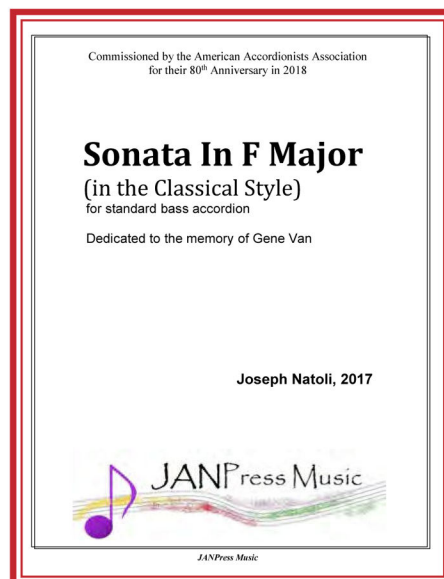 Commissioned by the American Accordionists Association
for their 80th Anniversary in 2018
Sonata In F Major
(in the Classical Style)
for standard bass accordion
Dedicated to the memory of Gene Van
Joseph Natoli, 2017
JANPress Music
JANPress Music